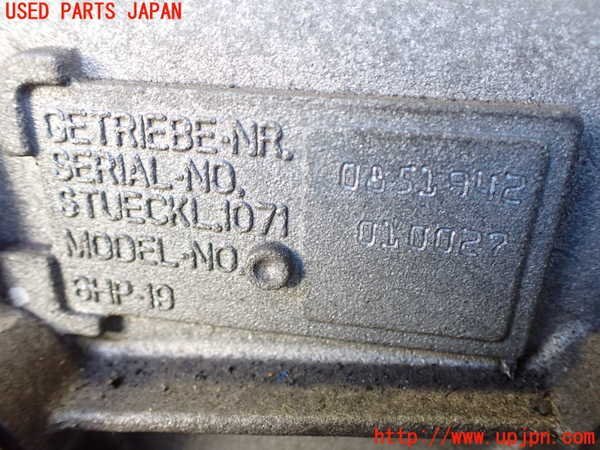 USED PARTS JAPAN
GETRIEBE-NR.
SERIAL-NO.
0851942
STUECKL.1071
010027
MODEL-NO
6HP-19
http://www.upjpn.com